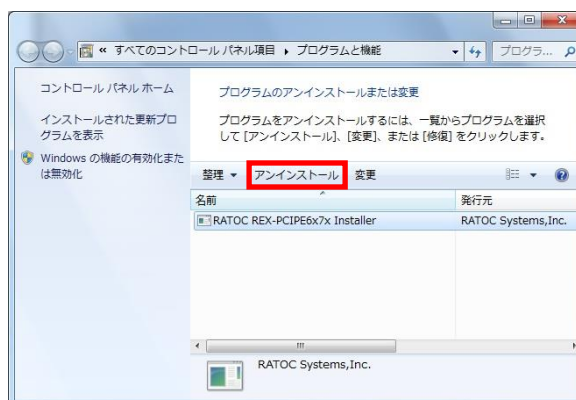 « すべてのコントロール パネル項目 ▸ プログラムと機能
プログラ...
コントロール パネル ホーム
インストールされた更新プロ
グラムを表示
Windows の機能の有効化また
は無効化
プログラムのアンインストールまたは変更
プログラムをアンインストールするには、一覧からプログラムを選択
して [アンインストール]、[変更]、または [修復] をクリックします。
整理 ▼ アンインストール 変更
名前 発行元
RATOC REX-PCIPE6x7x Installer RATOC Systems,Inc.
RATOC Systems,Inc.